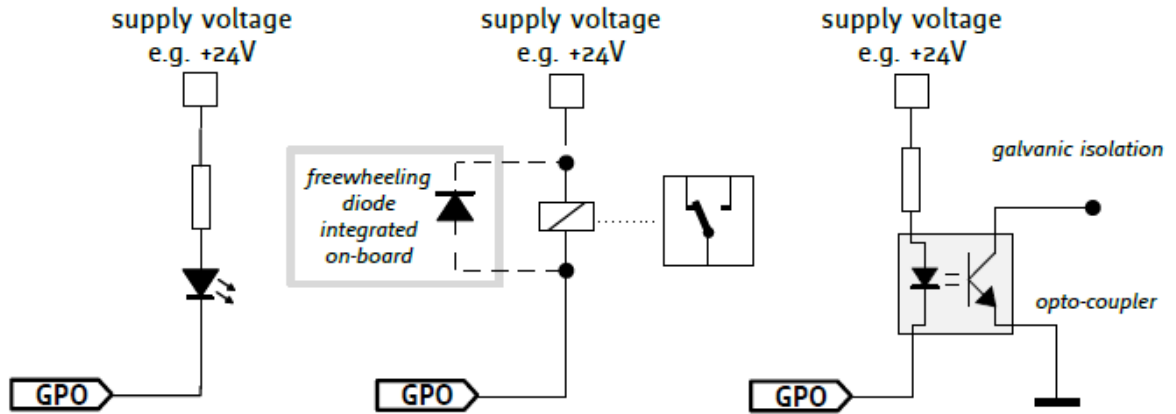 supply voltage
e.g. +24V
supply voltage
e.g. +24V
supply voltage
e.g. +24V
freewheeling
diode
integrated
on-board
galvanic isolation
opto-coupler
GPO
GPO
GPO